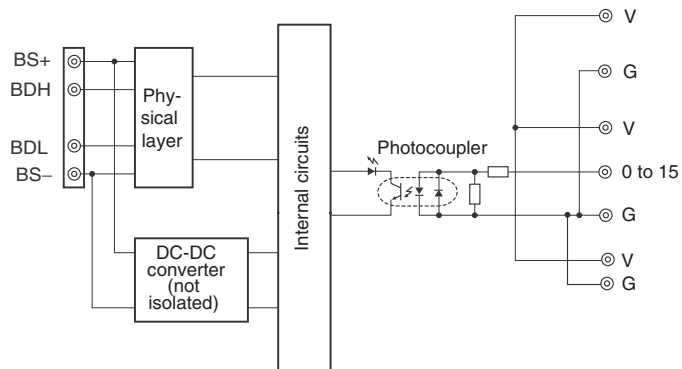 BS+
BDH
BDL
BS–
Phy-
sical
layer
DC-DC
converter
(not
isolated)
Internal circuits
Photocoupler
V
G
V
0 to 15
G
V
G